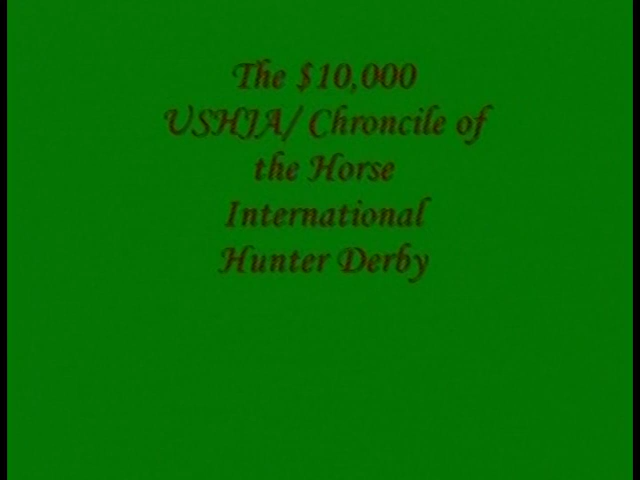 The $10,000
USHJA/ Chroncile of
the Horse
International
Hunter Derby